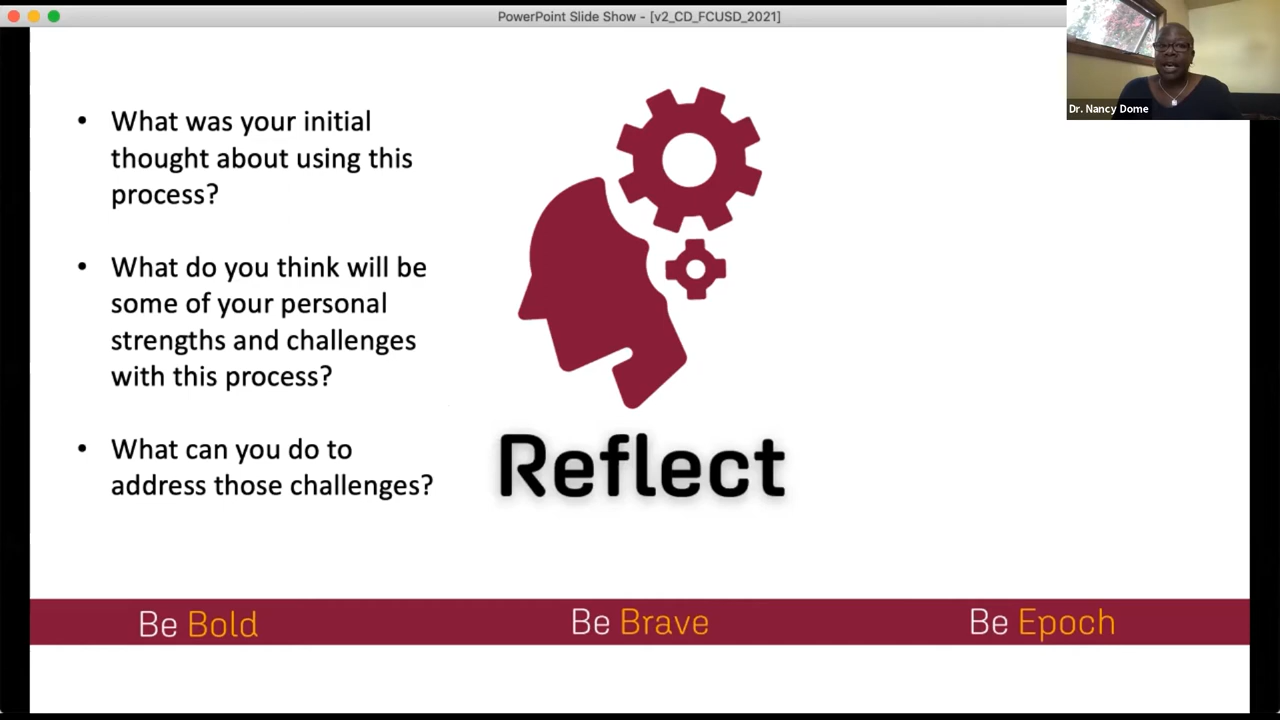 PowerPoint Slide Show - [v2_CD_FCUSD_2021]
Dr. Nancy Dome
• What was your initial
thought about using this
process?
• What do you think will be
some of your personal
strengths and challenges
with this process?
• What can you do to
address those challenges?
Reflect
Be Bold
Be Brave
Be Epoch